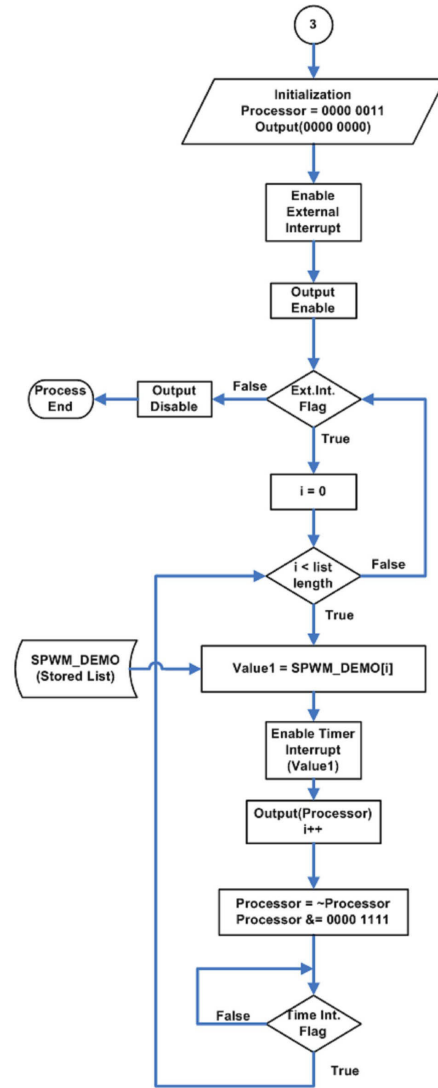 3
Initialization
Processor = 0000 0011
Output(0000 0000)
Enable
External
Interrupt
Output
Enable
Process
End
Output
Disable
False
Ext.Int.
Flag
True
i = 0
i < list
length
False
True
SPWM_DEMO
(Stored List)
Value1 = SPWM_DEMO[i]
Enable Timer
Interrupt
(Value1)
Output(Processor)
i++
Processor = ~Processor
Processor &= 0000 1111
False
Time Int.
Flag
True